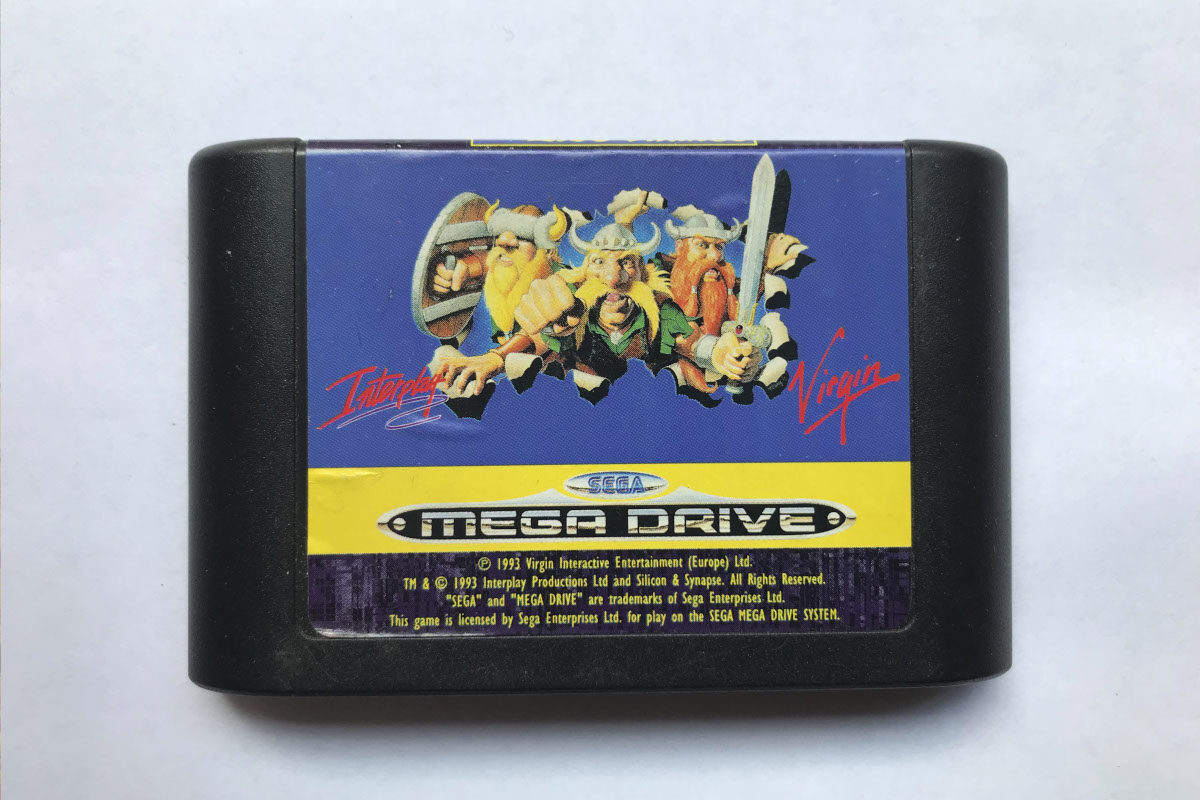 Interplay
Virgin
SEGA
MEGA DRIVE
℗ 1993 Virgin Interactive Entertainment (Europe) Ltd.
TM & © 1993 Interplay Productions Ltd and Silicon & Synapse. All Rights Reserved.
"SEGA" and "MEGA DRIVE" are trademarks of Sega Enterprises Ltd.
This game is licensed by Sega Enterprises Ltd. for play on the SEGA MEGA DRIVE SYSTEM.